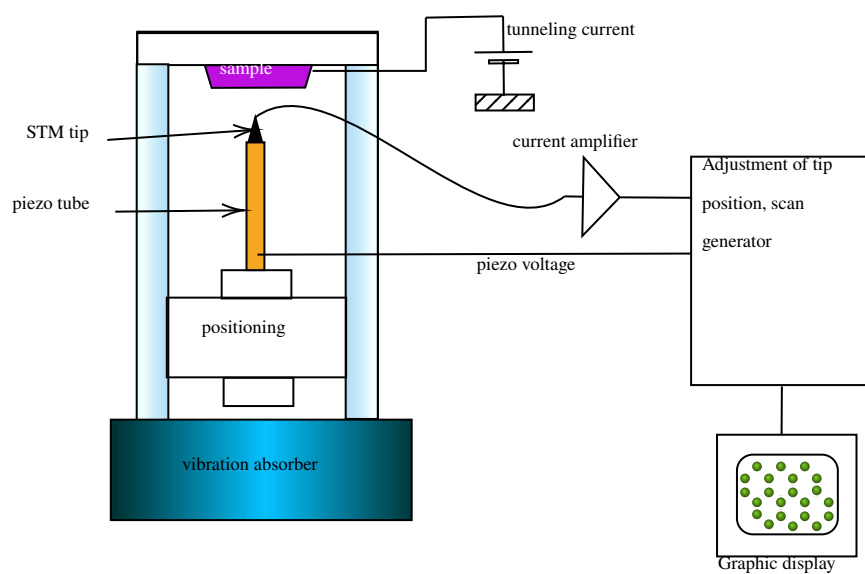 tunneling current
sample
STM tip
current amplifier
Adjustment of tip
position, scan
generator
piezo tube
piezo voltage
positioning
vibration absorber
Graphic display